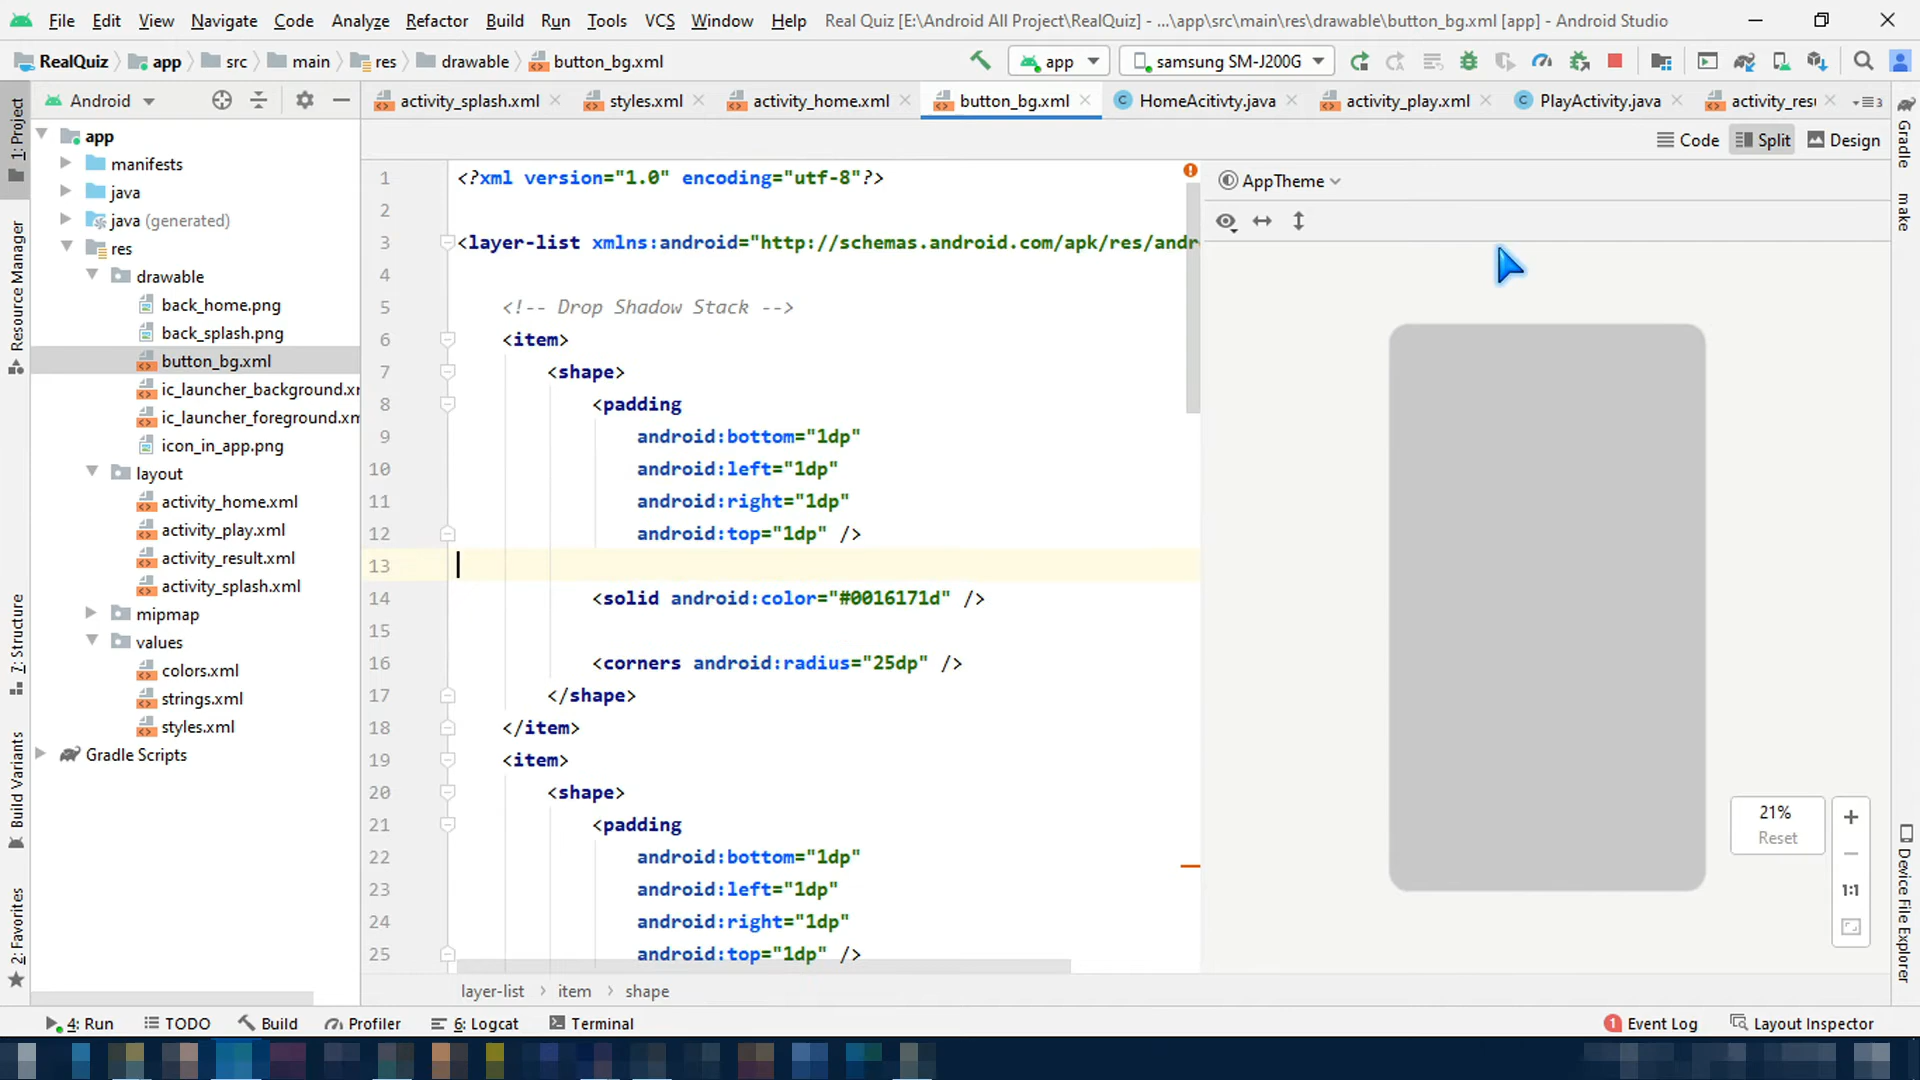 File Edit View Navigate Code Analyze Refactor Build Run Tools VCS Window Help Real Quiz [E:\Android All Project\RealQuiz] - ...\app\src\main\res\drawable\button_bg.xml [app] - Android Studio
RealQuiz app src main res drawable button_bg.xml app samsung SM-J200G
Android activity_splash.xml styles.xml activity_home.xml button_bg.xml HomeAcitivty.java activity_play.xml PlayActivity.java activity_res 3
Code Split Design
1: Project
Resource Manager
7: Structure
Build Variants
2: Favorites
app
manifests
java
java (generated)
res
drawable
back_home.png
back_splash.png
button_bg.xml
ic_launcher_background.x
ic_launcher_foreground.xm
icon_in_app.png
layout
activity_home.xml
activity_play.xml
activity_result.xml
activity_splash.xml
mipmap
values
colors.xml
strings.xml
styles.xml
Gradle Scripts
1 <?xml version="1.0" encoding="utf-8"?>
2
3 <layer-list xmlns:android="http://schemas.android.com/apk/res/andr
4
5 <!-- Drop Shadow Stack -->
6 <item>
7 <shape>
8 <padding
9 android:bottom="1dp"
10 android:left="1dp"
11 android:right="1dp"
12 android:top="1dp" />
13
14 <solid android:color="#0016171d" />
15
16 <corners android:radius="25dp" />
17 </shape>
18 </item>
19 <item>
20 <shape>
21 <padding
22 android:bottom="1dp"
23 android:left="1dp"
24 android:right="1dp"
25 android:top="1dp" />
layer-list item shape
AppTheme
21%
Reset
1:1
Gradle
make
Device File Explorer
4: Run TODO Build Profiler 6: Logcat Terminal 1 Event Log Layout Inspector